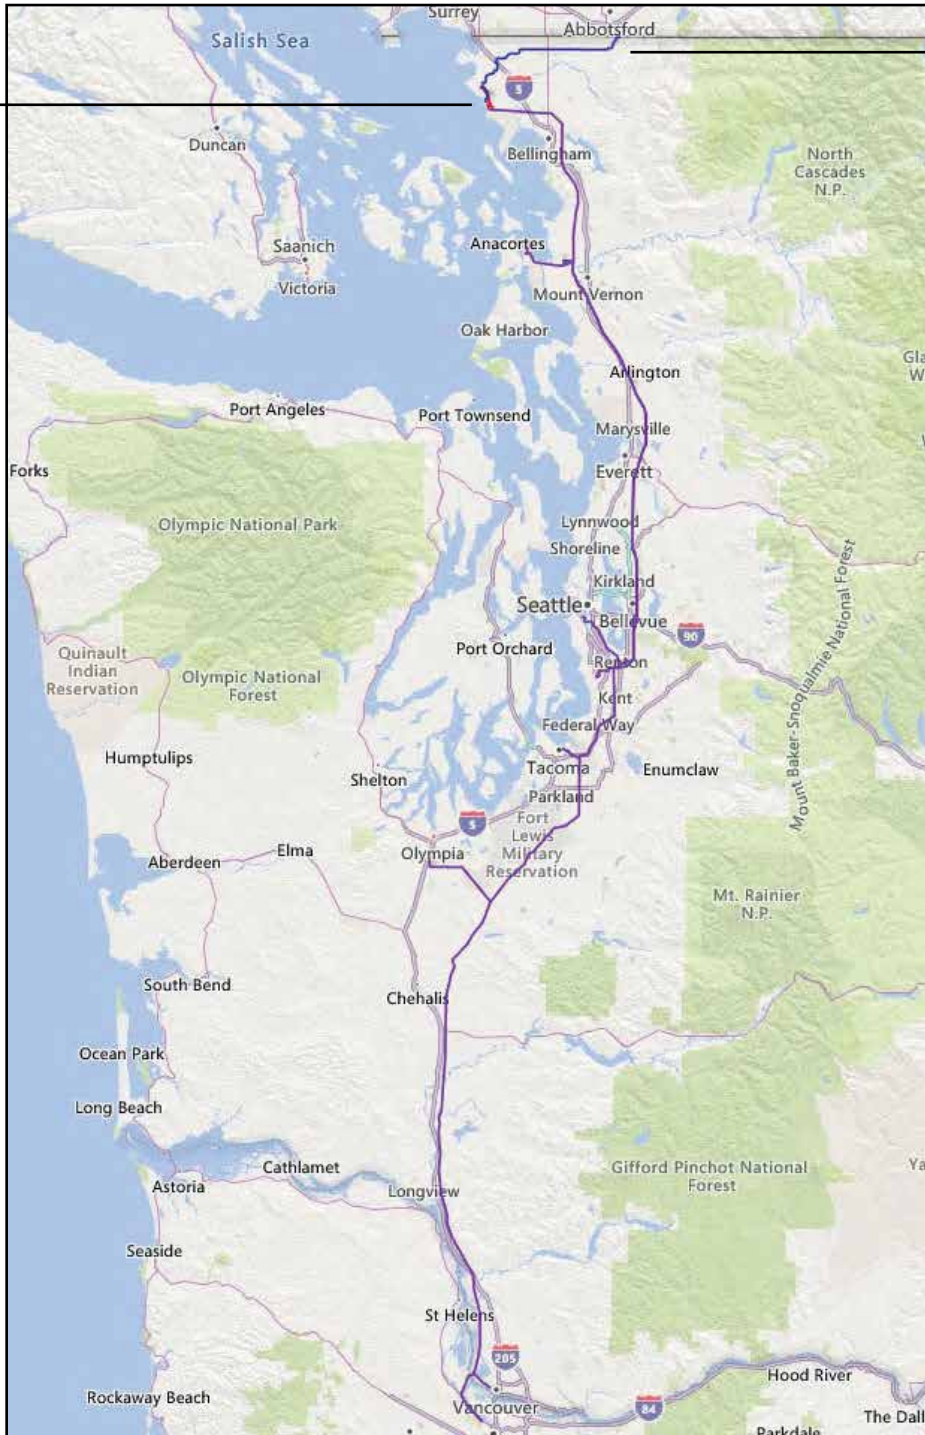 Surrey
Abbotsford
Salish Sea
5
Duncan
Bellingham
North
Cascades
N.P.
Saanich
Anacortes
Victoria
Mount Vernon
Oak Harbor
Gla
W
Arlington
Port Angeles
Port Townsend
Marysville
Forks
Everett
Olympic National Park
Lynnwood
Shoreline
Kirkland
Seattle
Bellevue
90
Mount Baker-Snoqualmie National Forest
Port Orchard
Renton
Quinault
Indian
Reservation
Olympic National
Forest
Kent
Federal Way
Humptulips
Shelton
Tacoma
Enumclaw
Parkland
5
Fort
Lewis
Military
Reservation
Olympia
Elma
Aberdeen
Mt. Rainier
N.P.
South Bend
Chehalis
Ocean Park
Long Beach
Cathlamet
Gifford Pinchot National
Forest
Ya
Astoria
Longview
Seaside
St Helens
205
Hood River
Rockaway Beach
Vancouver
84
The Dall
Parkdale